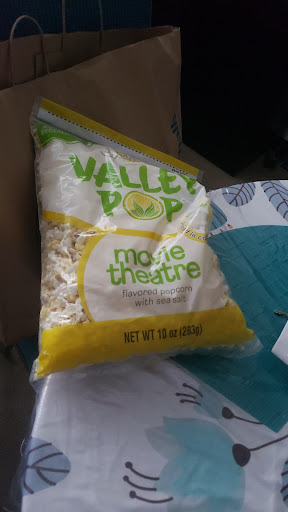 VALLEY
POP
movie
theatre
flavored popcorn
with sea salt
NET WT 10 oz (283g)